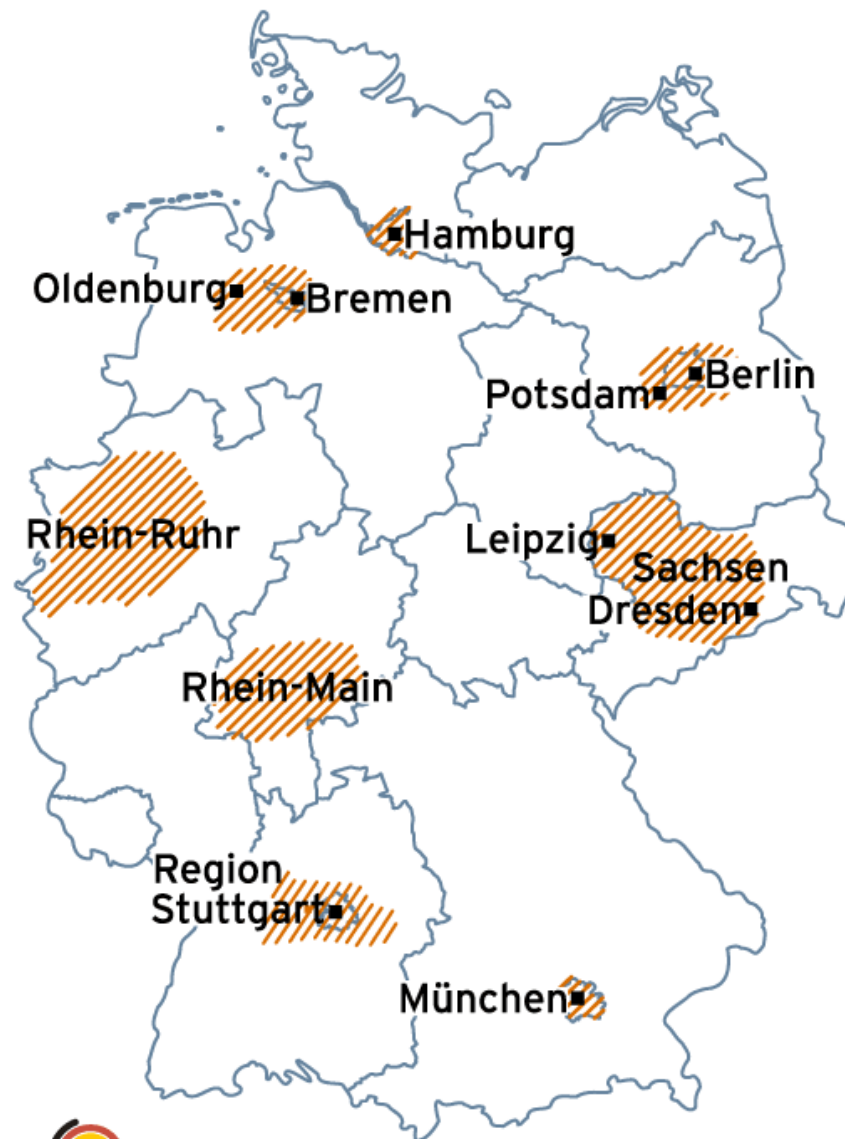 Hamburg
Oldenburg
Bremen
Berlin
Potsdam
Rhein-Ruhr
Leipzig
Sachsen
Dresden
Rhein-Main
Region
Stuttgart
München